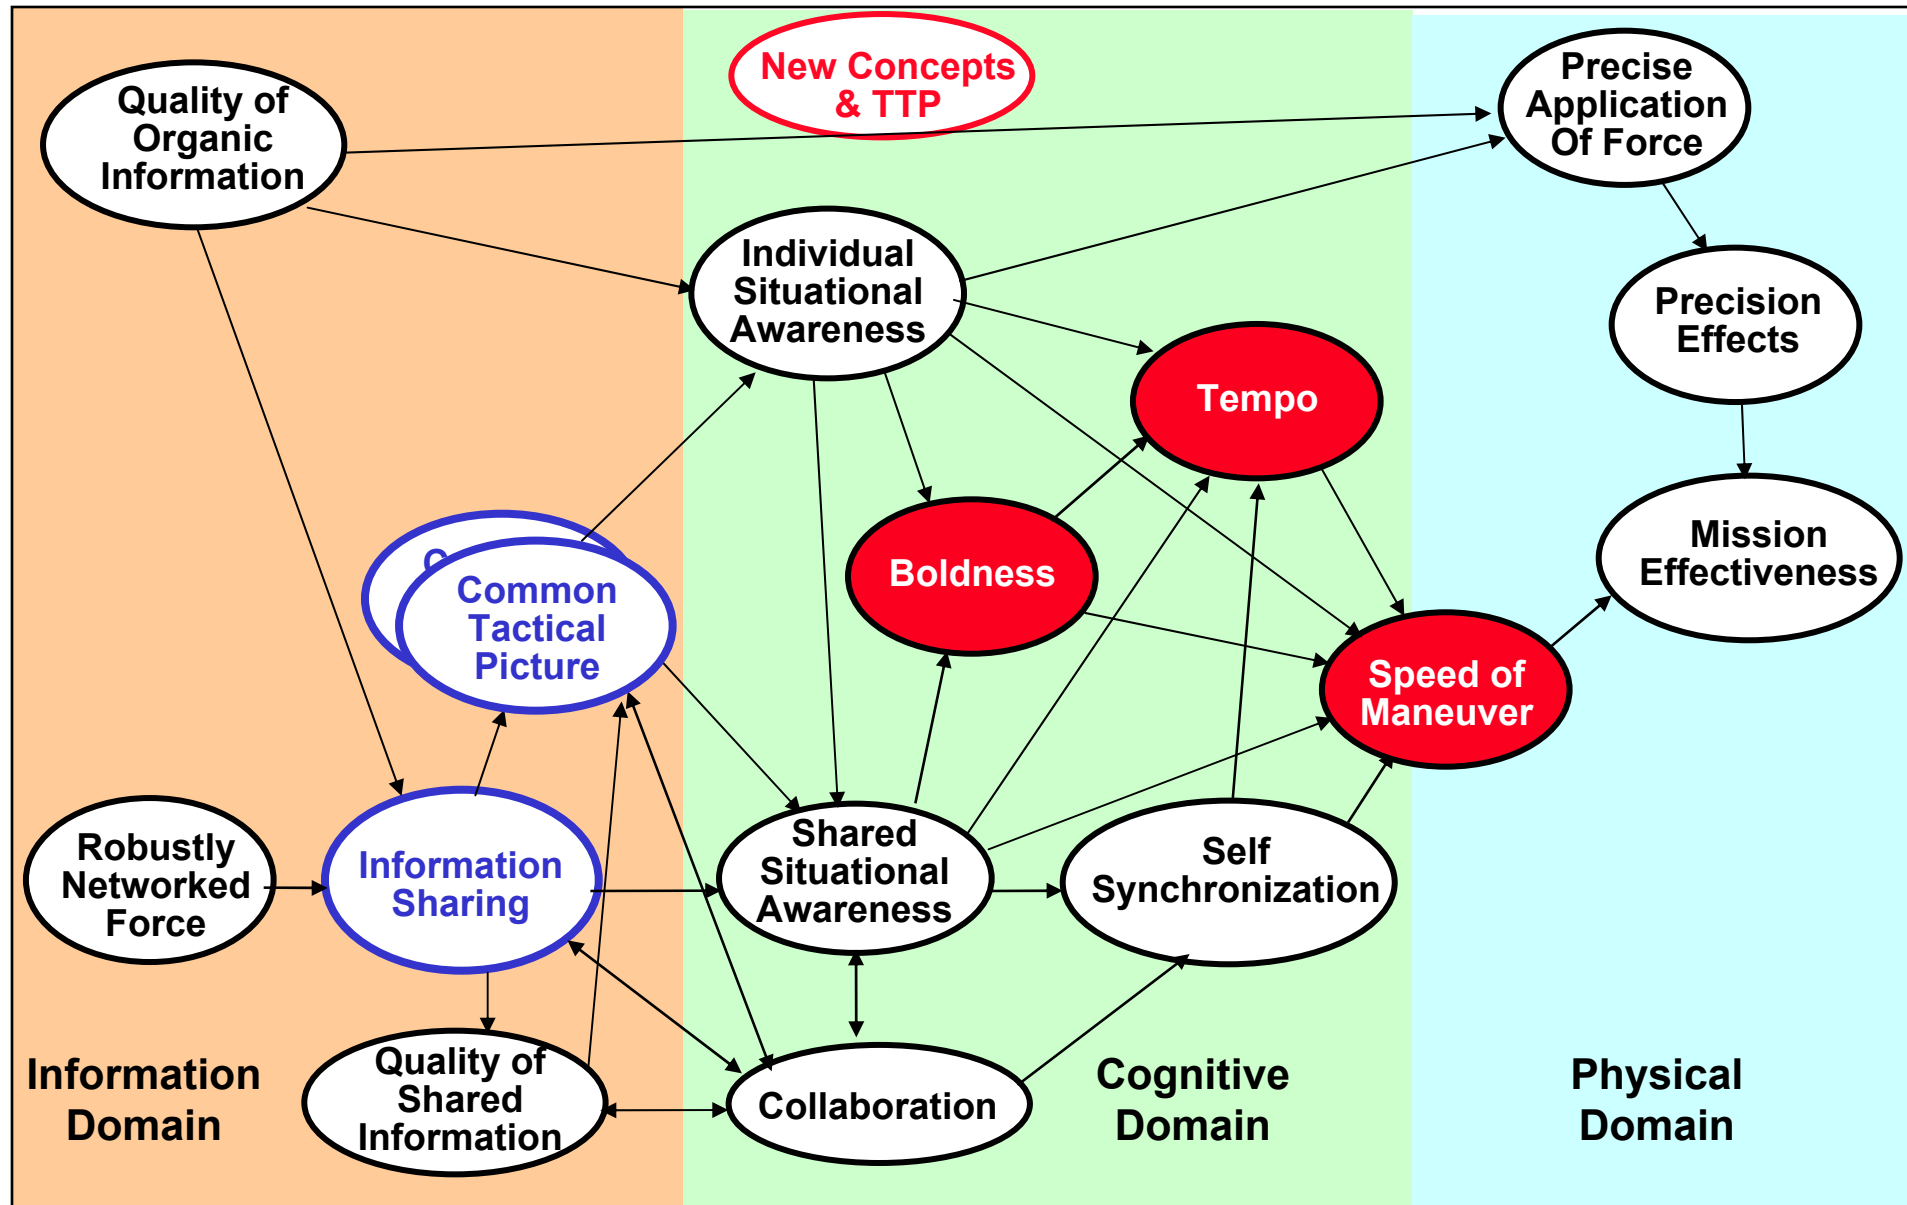 New Concepts
& TTP
Precise
Application
Of Force
Quality of
Organic
Information
Individual
Situational
Awareness
Precision
Effects
Tempo
Mission
Effectiveness
Boldness
Common
Tactical
Picture
Speed of
Maneuver
Robustly
Networked
Force
Information
Sharing
Shared
Situational
Awareness
Self
Synchronization
Quality of
Shared
Information
Collaboration
Information
Domain
Cognitive
Domain
Physical
Domain